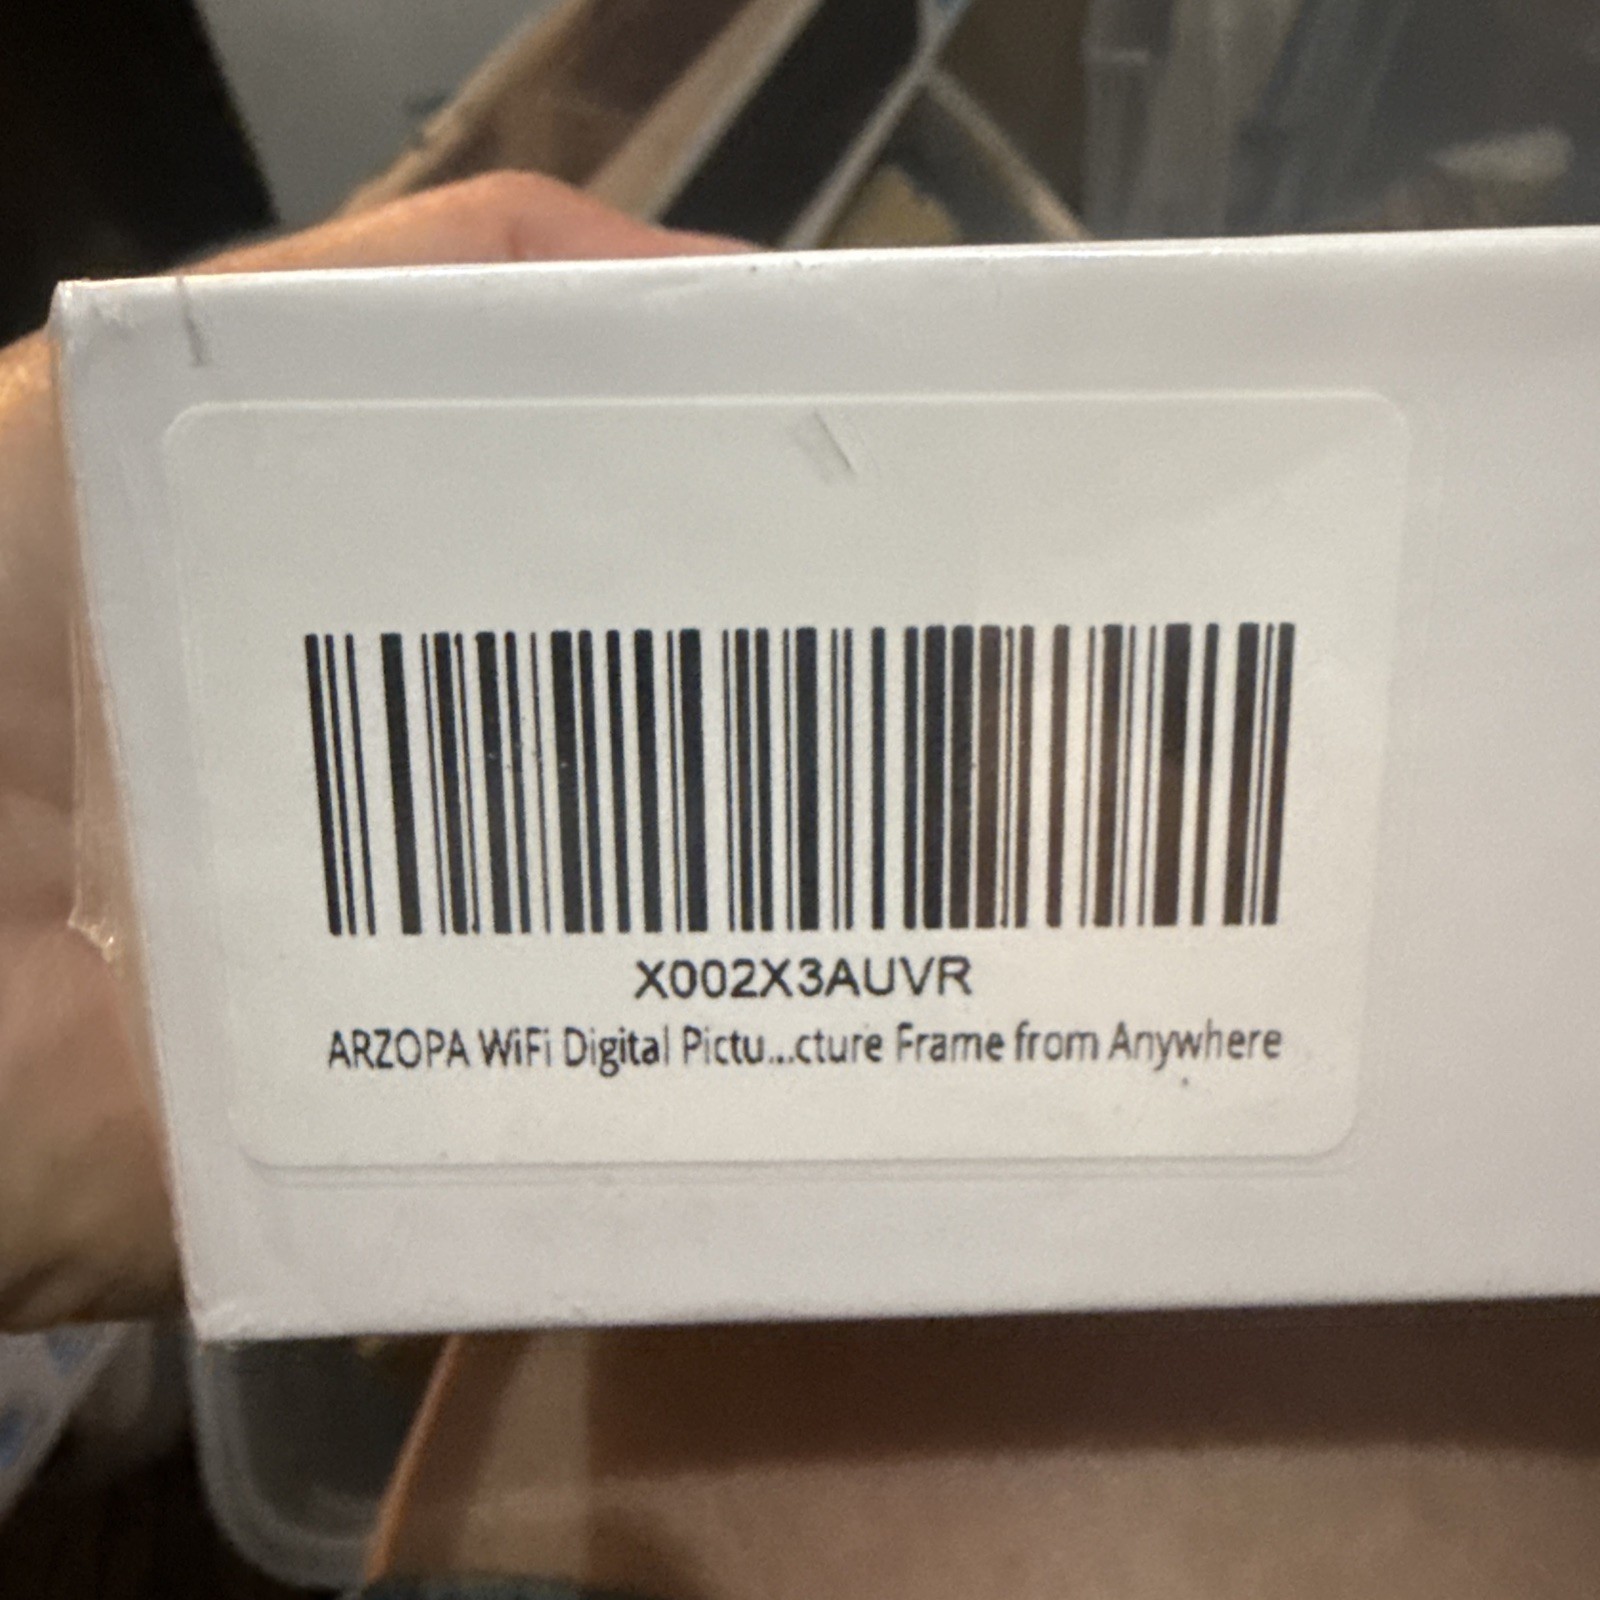 X002X3AUVR
ARZOPA WiFi Digital Pictu...cture Frame from Anywhere